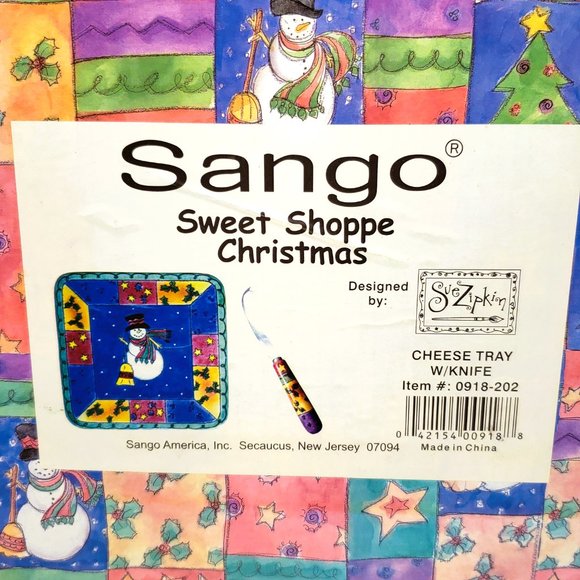 Sango®
Sweet Shoppe
Christmas
Designed
by:
Sue Zipkin
CHEESE TRAY
W/KNIFE
Item #: 0918-202
0 42154 00918 8
Made in China
Sango America, Inc. Secaucus, New Jersey 07094